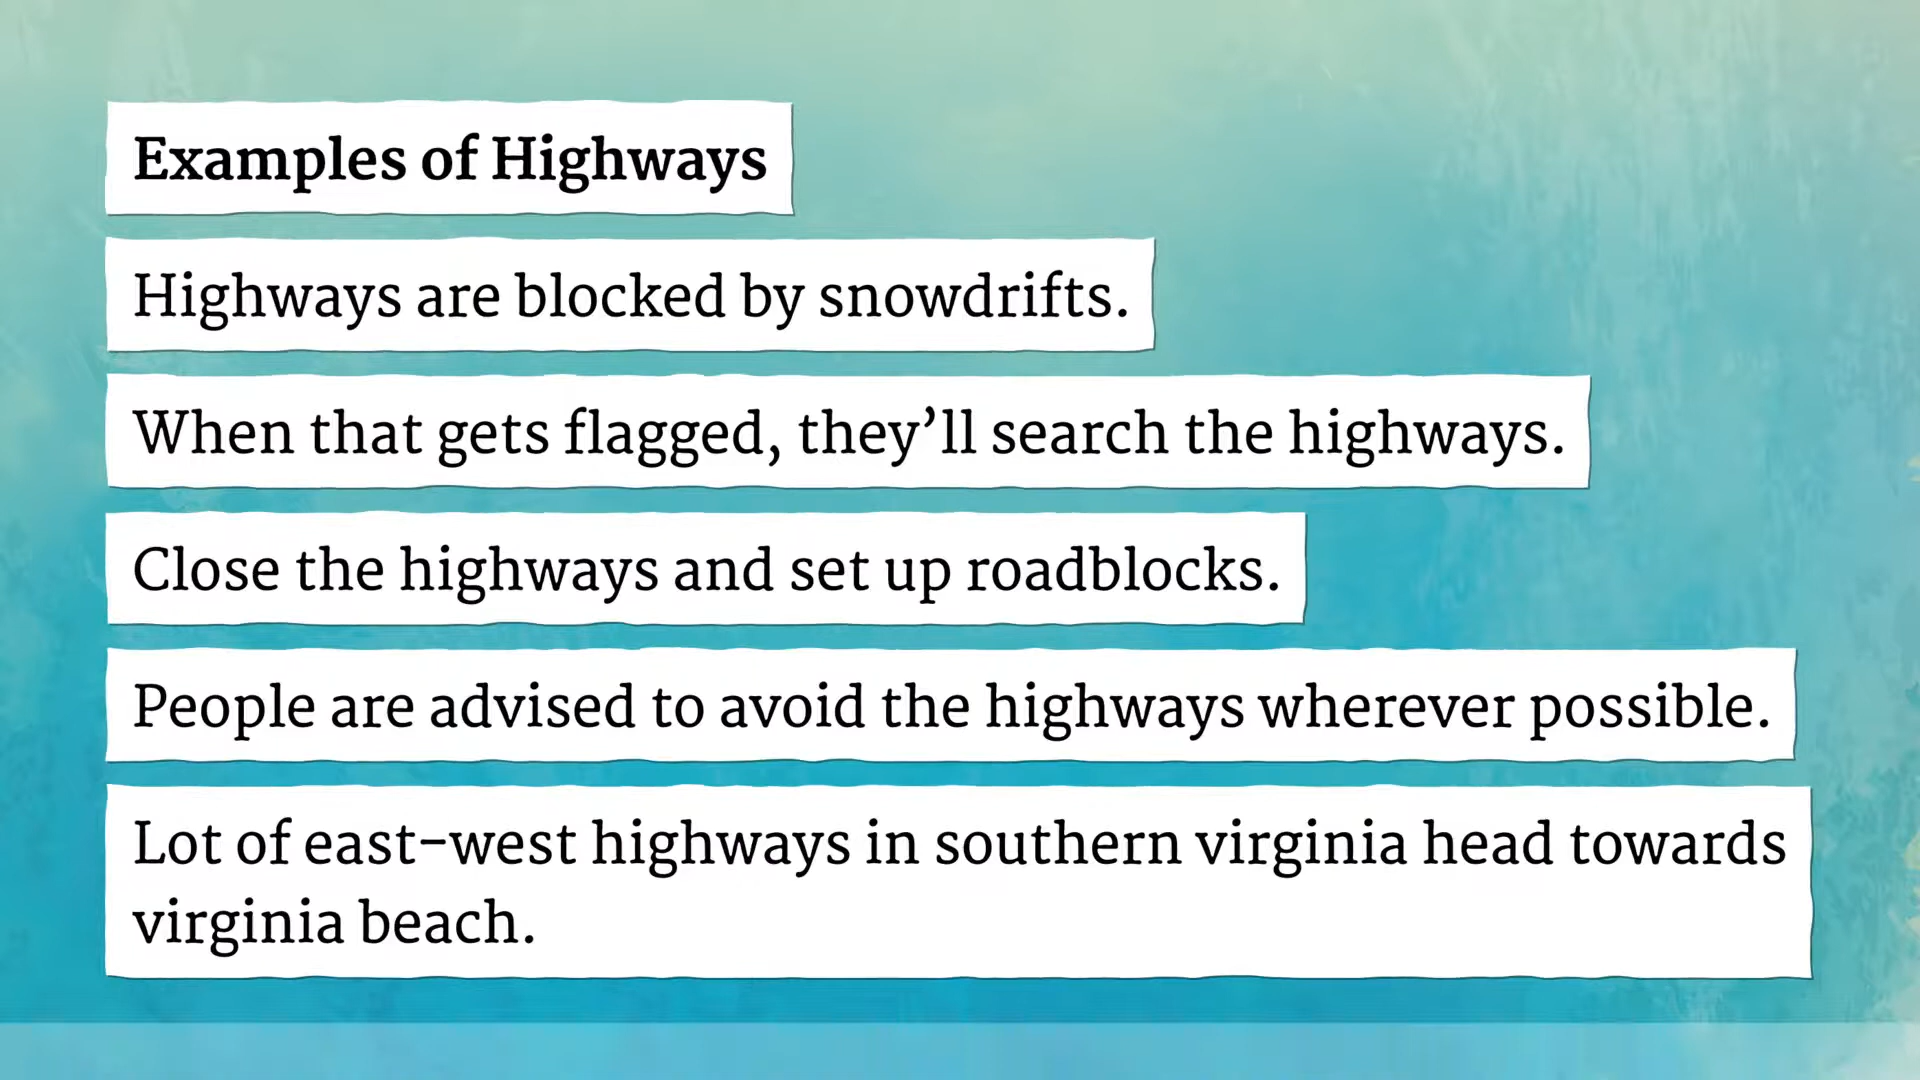 Examples of Highways
Highways are blocked by snowdrifts.
When that gets flagged, they’ll search the highways.
Close the highways and set up roadblocks.
People are advised to avoid the highways wherever possible.
Lot of east-west highways in southern virginia head towards
virginia beach.